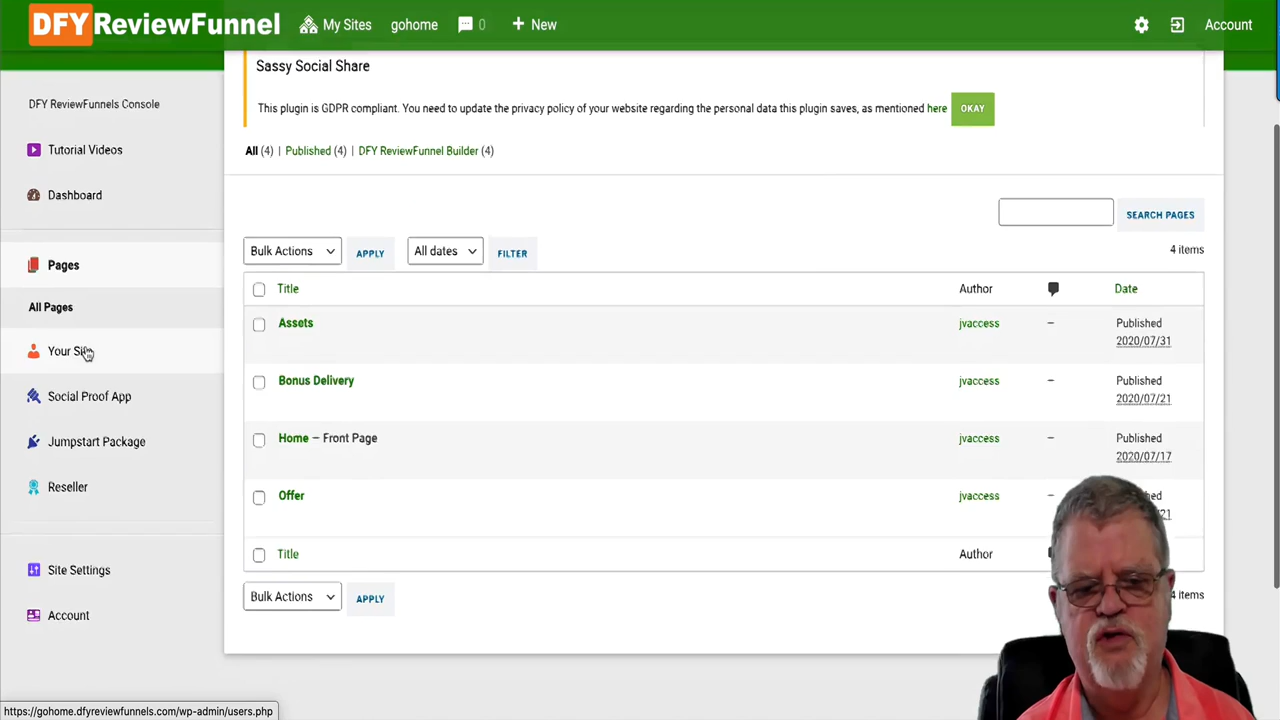 DFYReviewFunnel My Sites gohome 0 + New Account
Sassy Social Share
This plugin is GDPR compliant. You need to update the privacy policy of your website regarding the personal data this plugin saves, as mentioned here OKAY
DFY ReviewFunnels Console
Tutorial Videos
Dashboard
Pages
All Pages
Your
Social Proof App
Jumpstart Package
Reseller
Site Settings
Account
All (4) | Published (4) | DFY ReviewFunnel Builder (4)
SEARCH PAGES
Bulk Actions APPLY All dates FILTER 4 items
Title Author Date
Assets jvaccess — Published
2020/07/31
Bonus Delivery jvaccess — Published
2020/07/21
Home — Front Page jvaccess — Published
2020/07/17
Offer jvaccess —
Title Author
Bulk Actions APPLY 4 items
https://gohome.dfyreviewfunnels.com/wp-admin/users.php